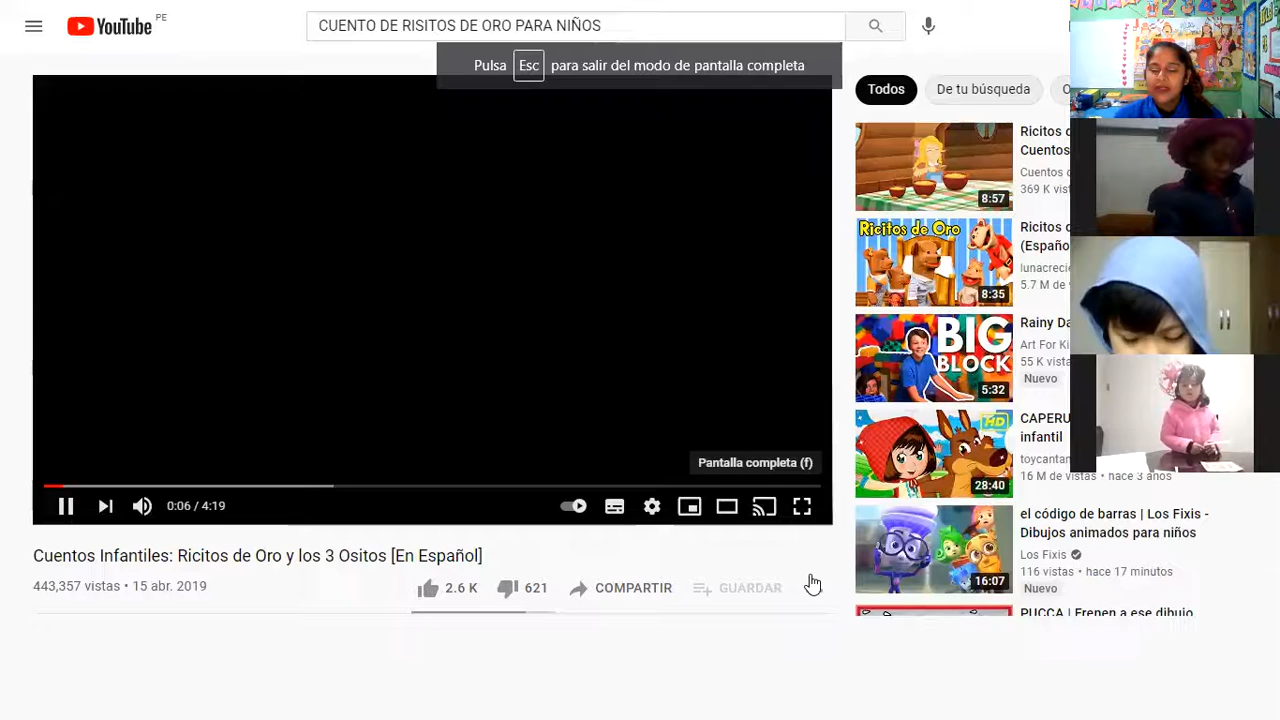 YouTube PE
CUENTO DE RISITOS DE ORO PARA NIÑOS
Pulsa Esc para salir del modo de pantalla completa
Todos
De tu búsqueda
Pantalla completa (f)
0:06 / 4:19
Cuentos Infantiles: Ricitos de Oro y los 3 Ositos [En Español]
443,357 vistas • 15 abr. 2019
2.6 K
621
COMPARTIR
GUARDAR
8:57
Ricitos d
Cuentos
Cuentos d
369 K vist
Ricitos de Oro
8:35
Ricitos d
(Españo
lunacrecie
5.7 M de
BIG
BLOCK
5:32
Rainy Da
Art For Ki
55 K vista
Nuevo
HD
28:40
CAPERU
infantil
toycantan
16 M de vistas • hace 3 años
16:07
el código de barras | Los Fixis -
Dibujos animados para niños
Los Fixis
116 vistas • hace 17 minutos
Nuevo
PUCCA | Frenen a ese dibujo